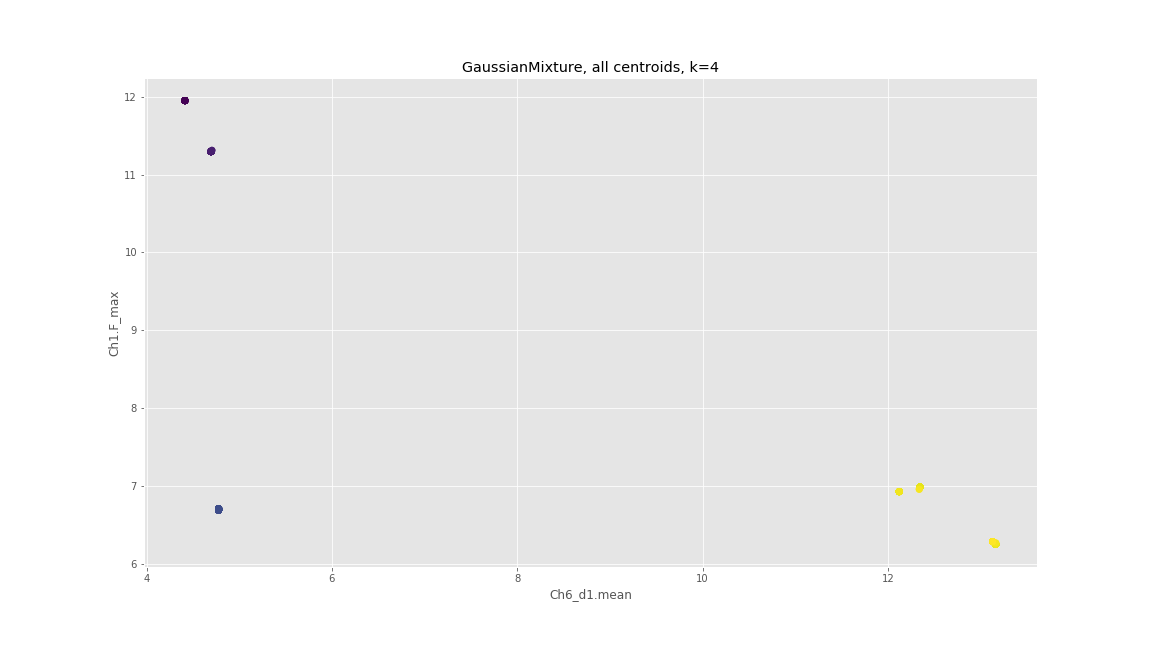 GaussianMixture, all centroids, k=4
12
11
10
9
8
7
6
Ch1.F_max
4 6 8 10 12
Ch6_d1.mean